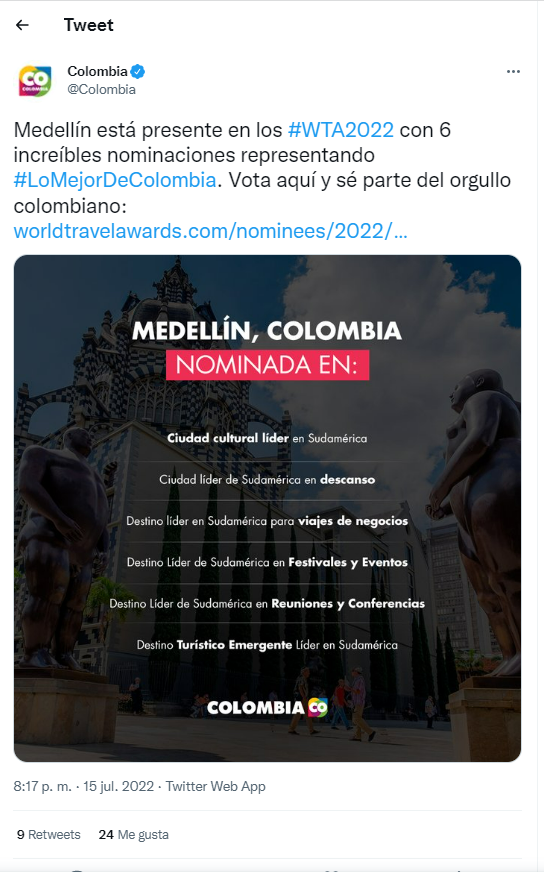 Tweet
Colombia
@Colombia
Medellín está presente en los #WTA2022 con 6
increíbles nominaciones representando
#LoMejorDeColombia. Vota aquí y sé parte del orgullo
colombiano:
worldtravelawards.com/nominees/2022/...
MEDELLÍN, COLOMBIA
NOMINADA EN:
Ciudad cultural líder en Sudamérica
Ciudad líder de Sudamérica en descanso
Destino líder en Sudamérica para viajes de negocios
Destino Líder de Sudamérica en Festivales y Eventos
Destino Líder de Sudamérica en Reuniones y Conferencias
Destino Turístico Emergente Líder en Sudamérica
COLOMBIA CO
8:17 p. m. · 15 jul. 2022 · Twitter Web App
9 Retweets 24 Me gusta